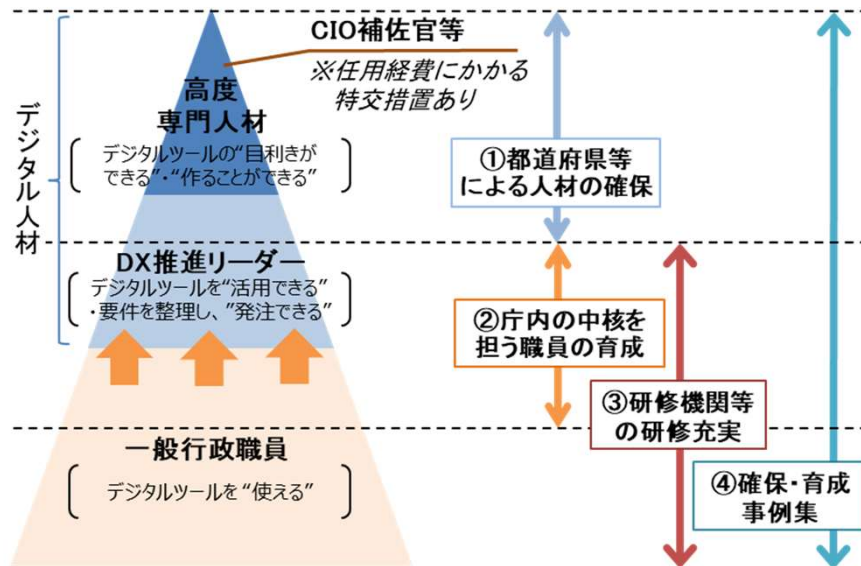 CIO補佐官等
※任用経費にかかる
特交措置あり
デジタル人材
高度
専門人材
デジタルツールの“目利きが
できる”・“作ることができる”
①都道府県等
による人材の確保
DX推進リーダー
デジタルツールを“活用できる”
・要件を整理し、”発注できる”
②庁内の中核を
担う職員の育成
③研修機関等
の研修充実
一般行政職員
デジタルツールを“使える”
④確保・育成
事例集